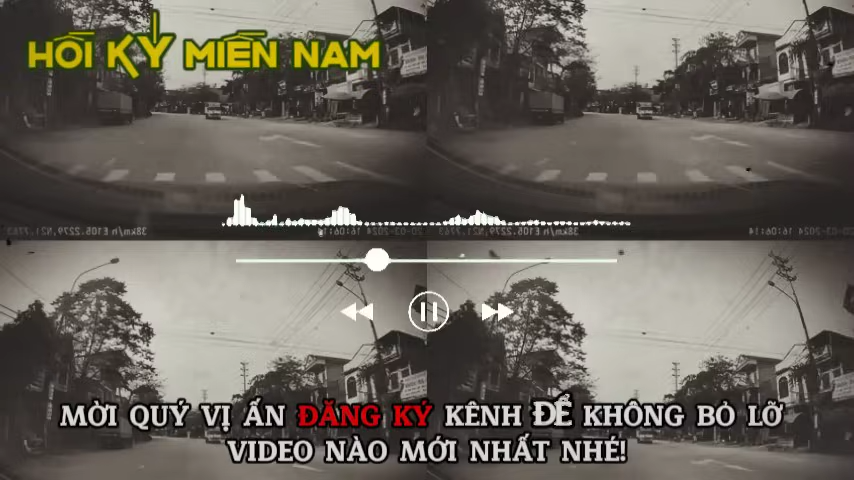 HỒI KÝ MIỀN NAM
MỜI QUÝ VỊ ẤN ĐĂNG KÝ KÊNH ĐỂ KHÔNG BỎ LỠ
VIDEO NÀO MỚI NHẤT NHÉ!